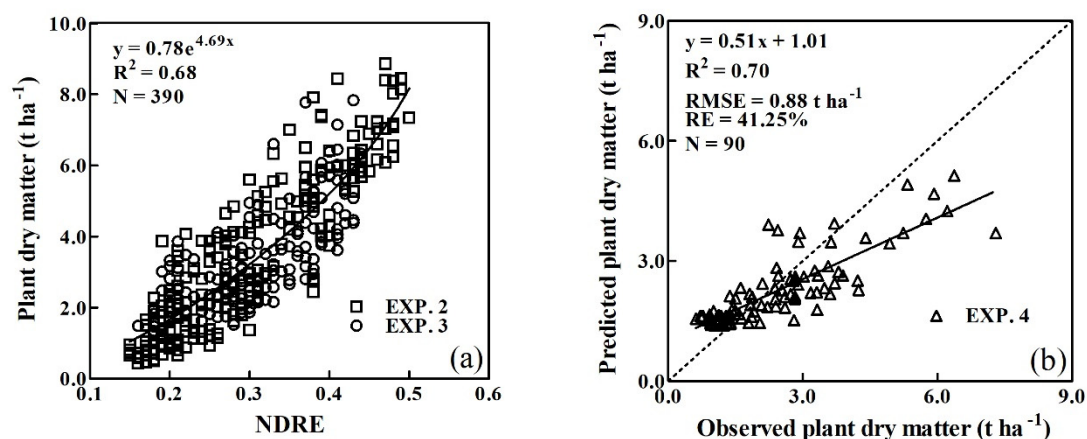 10.0
y = 0.78e^4.69x
R² = 0.68
N = 390
8.0
6.0
4.0
2.0
0.0
Plant dry matter (t ha⁻¹)
EXP. 2
EXP. 3
(a)
0.1 0.2 0.3 0.4 0.5 0.6
NDRE
9.0
y = 0.51x + 1.01
R² = 0.70
RMSE = 0.88 t ha⁻¹
RE = 41.25%
N = 90
6.0
3.0
0.0
Predicted plant dry matter (t ha⁻¹)
EXP. 4
(b)
0.0 3.0 6.0 9.0
Observed plant dry matter (t ha⁻¹)